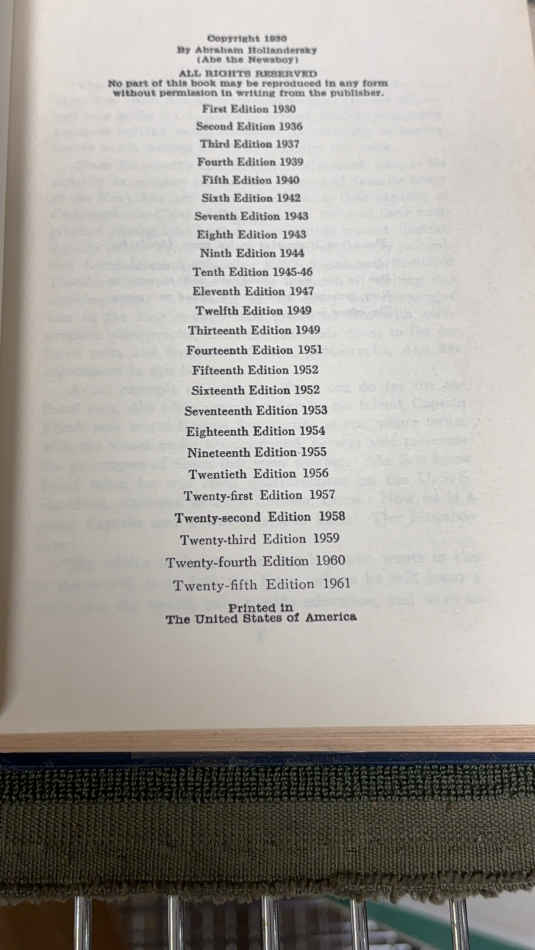 Copyright 1930
By Abraham Hollandersky
(Abe the Newsboy)
ALL RIGHTS RESERVED
No part of this book may be reproduced in any form
without permission in writing from the publisher.
First Edition 1930
Second Edition 1936
Third Edition 1937
Fourth Edition 1939
Fifth Edition 1940
Sixth Edition 1942
Seventh Edition 1943
Eighth Edition 1943
Ninth Edition 1944
Tenth Edition 1945-46
Eleventh Edition 1947
Twelfth Edition 1949
Thirteenth Edition 1949
Fourteenth Edition 1951
Fifteenth Edition 1952
Sixteenth Edition 1952
Seventeenth Edition 1953
Eighteenth Edition 1954
Nineteenth Edition 1955
Twentieth Edition 1956
Twenty-first Edition 1957
Twenty-second Edition 1958
Twenty-third Edition 1959
Twenty-fourth Edition 1960
Twenty-fifth Edition 1961
Printed in
The United States of America